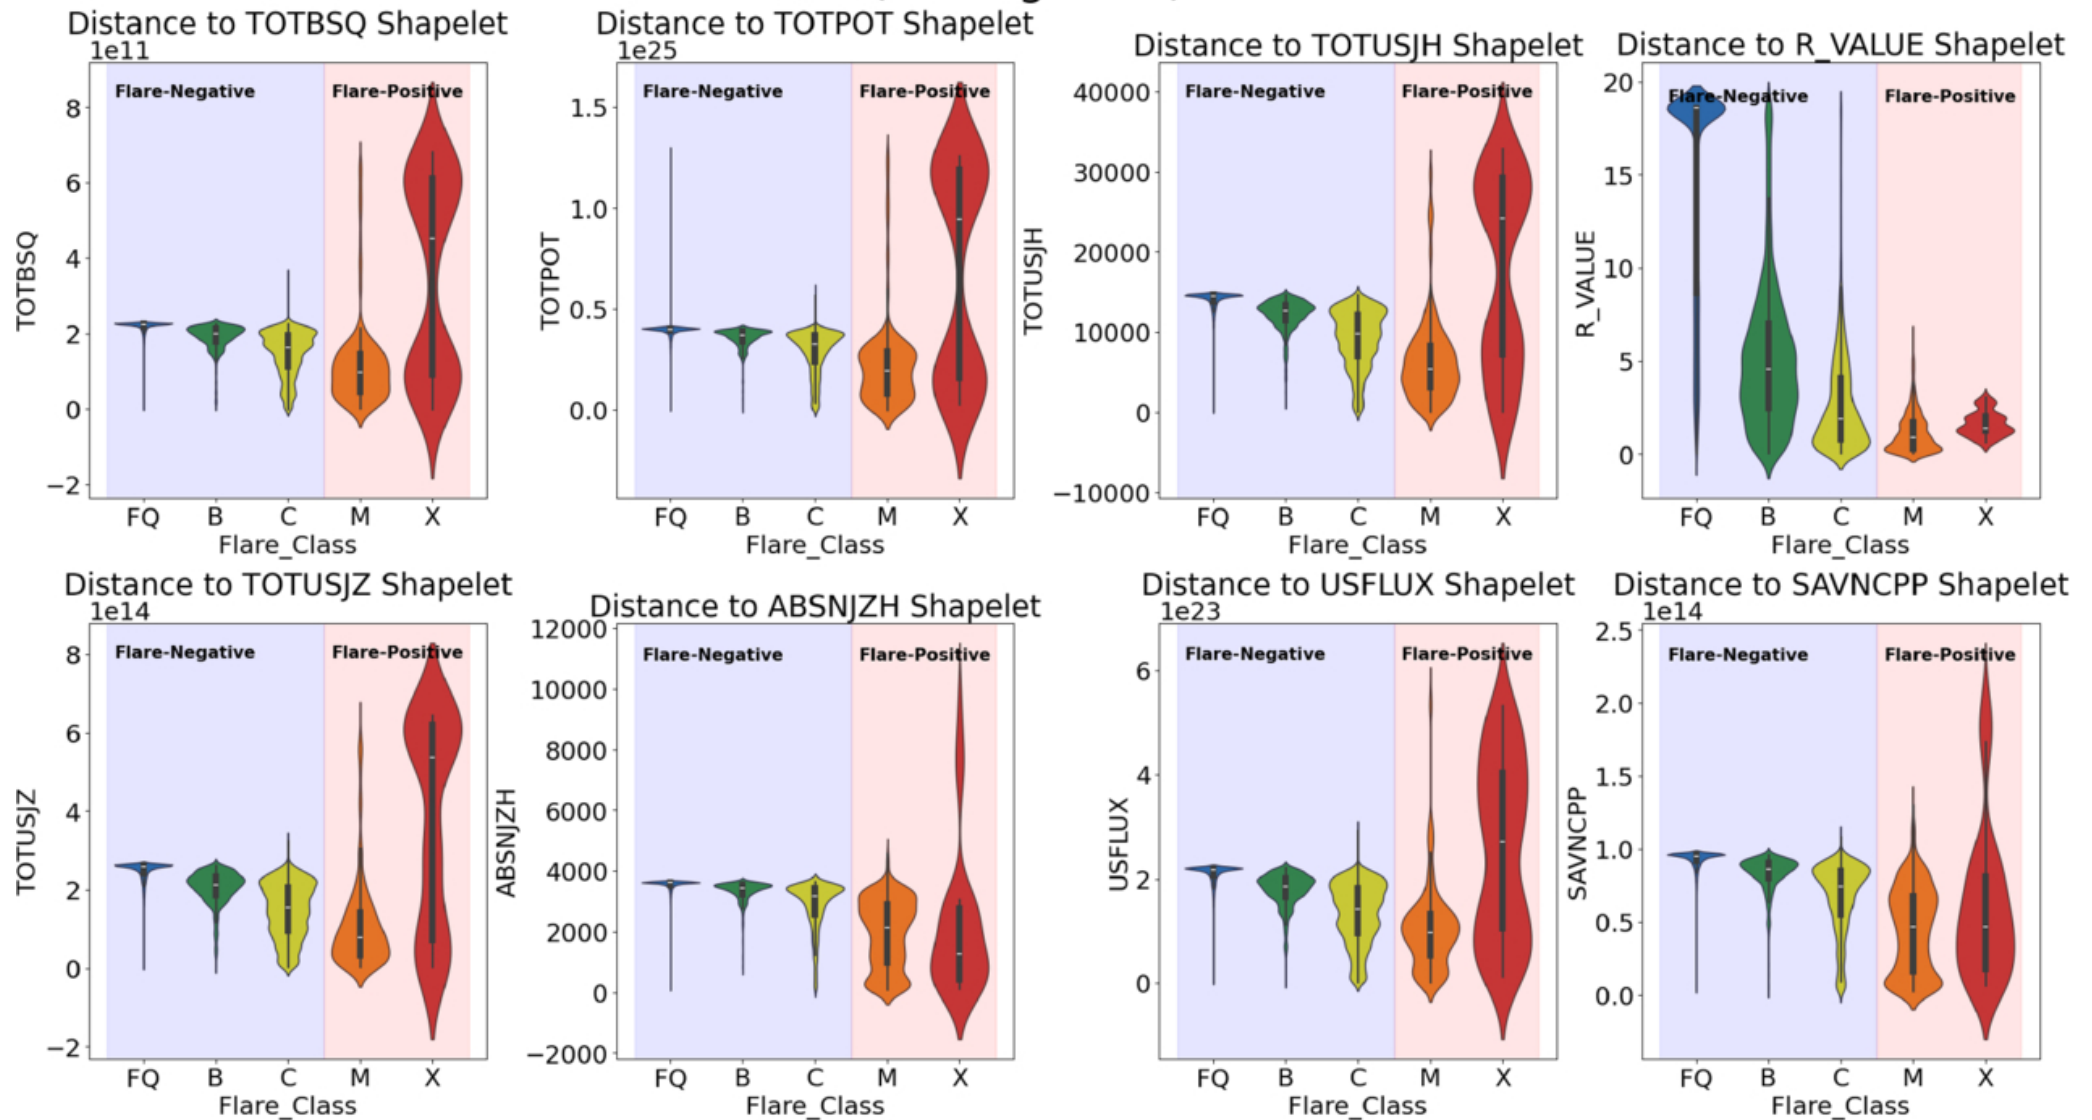 Distance to TOTBSQ Shapelet
1e11
Flare-Negative
Flare-Positive
TOTBSQ
8
6
4
2
0
−2
FQ B C M X
Flare_Class
Distance to TOTPOT Shapelet
1e25
Flare-Negative
Flare-Positive
TOTPOT
1.5
1.0
0.5
0.0
FQ B C M X
Flare_Class
Distance to TOTUSJH Shapelet
Flare-Negative
Flare-Positive
TOTUSJH
40000
30000
20000
10000
0
−10000
FQ B C M X
Flare_Class
Distance to R_VALUE Shapelet
Flare-Negative
Flare-Positive
R_VALUE
20
15
10
5
0
FQ B C M X
Flare_Class
Distance to TOTUSJZ Shapelet
1e14
Flare-Negative
Flare-Positive
TOTUSJZ
8
6
4
2
0
−2
FQ B C M X
Flare_Class
Distance to ABSNJZH Shapelet
Flare-Negative
Flare-Positive
ABSNJZH
12000
10000
8000
6000
4000
2000
0
−2000
FQ B C M X
Flare_Class
Distance to USFLUX Shapelet
1e23
Flare-Negative
Flare-Positive
USFLUX
6
4
2
0
FQ B C M X
Flare_Class
Distance to SAVNCPP Shapelet
1e14
Flare-Negative
Flare-Positive
SAVNCPP
2.5
2.0
1.5
1.0
0.5
0.0
FQ B C M X
Flare_Class